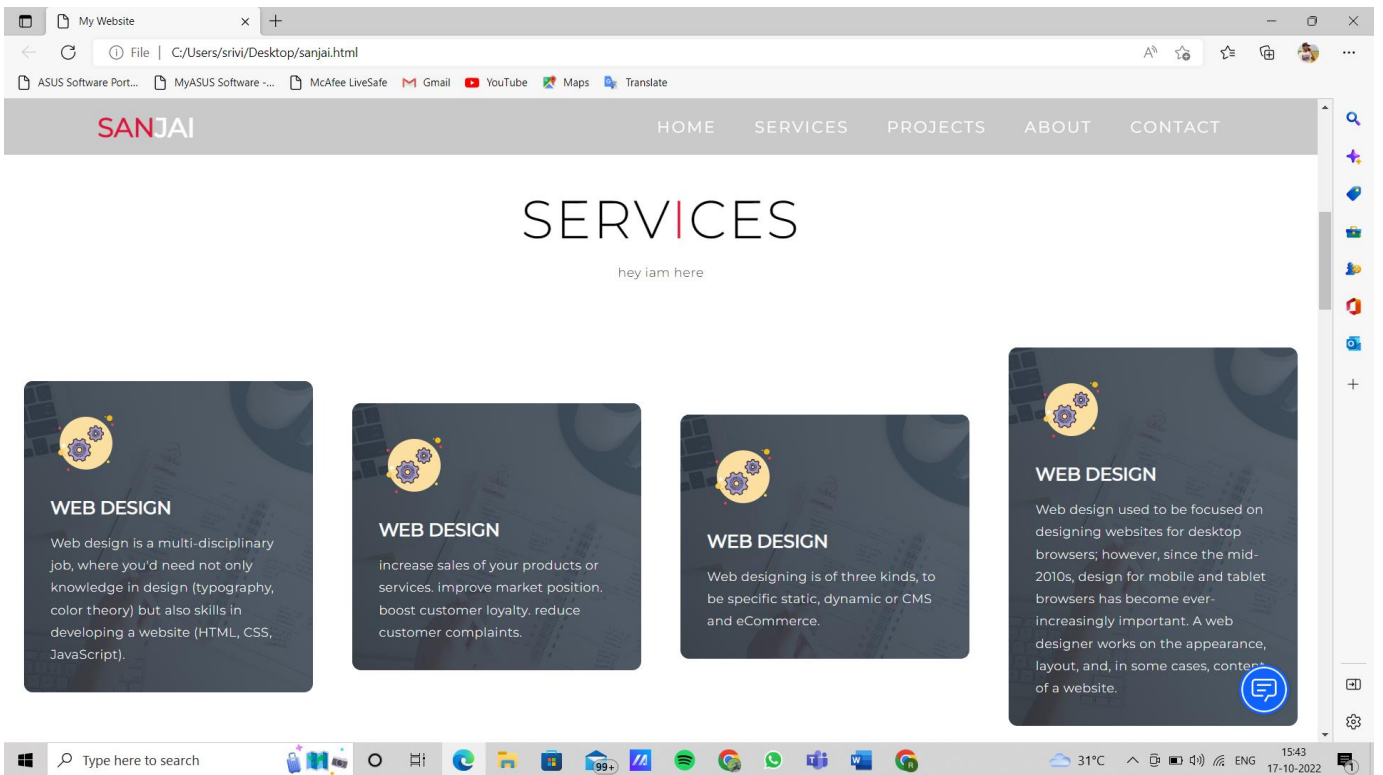 My Website
File | C:/Users/srivi/Desktop/sanjai.html
ASUS Software Port... MyASUS Software -... McAfee LiveSafe Gmail YouTube Maps Translate
SANJAI HOME SERVICES PROJECTS ABOUT CONTACT
SERVICES
hey iam here
WEB DESIGN
Web design is a multi-disciplinary
job, where you'd need not only
knowledge in design (typography,
color theory) but also skills in
developing a website (HTML, CSS,
JavaScript).
WEB DESIGN
increase sales of your products or
services. improve market position.
boost customer loyalty. reduce
customer complaints.
WEB DESIGN
Web designing is of three kinds, to
be specific static, dynamic or CMS
and eCommerce.
WEB DESIGN
Web design used to be focused on
designing websites for desktop
browsers; however, since the mid-
2010s, design for mobile and tablet
browsers has become ever-
increasingly important. A web
designer works on the appearance,
layout, and, in some cases, content
of a website.
Type here to search
99+
31°C ENG
15:43
17-10-2022
1